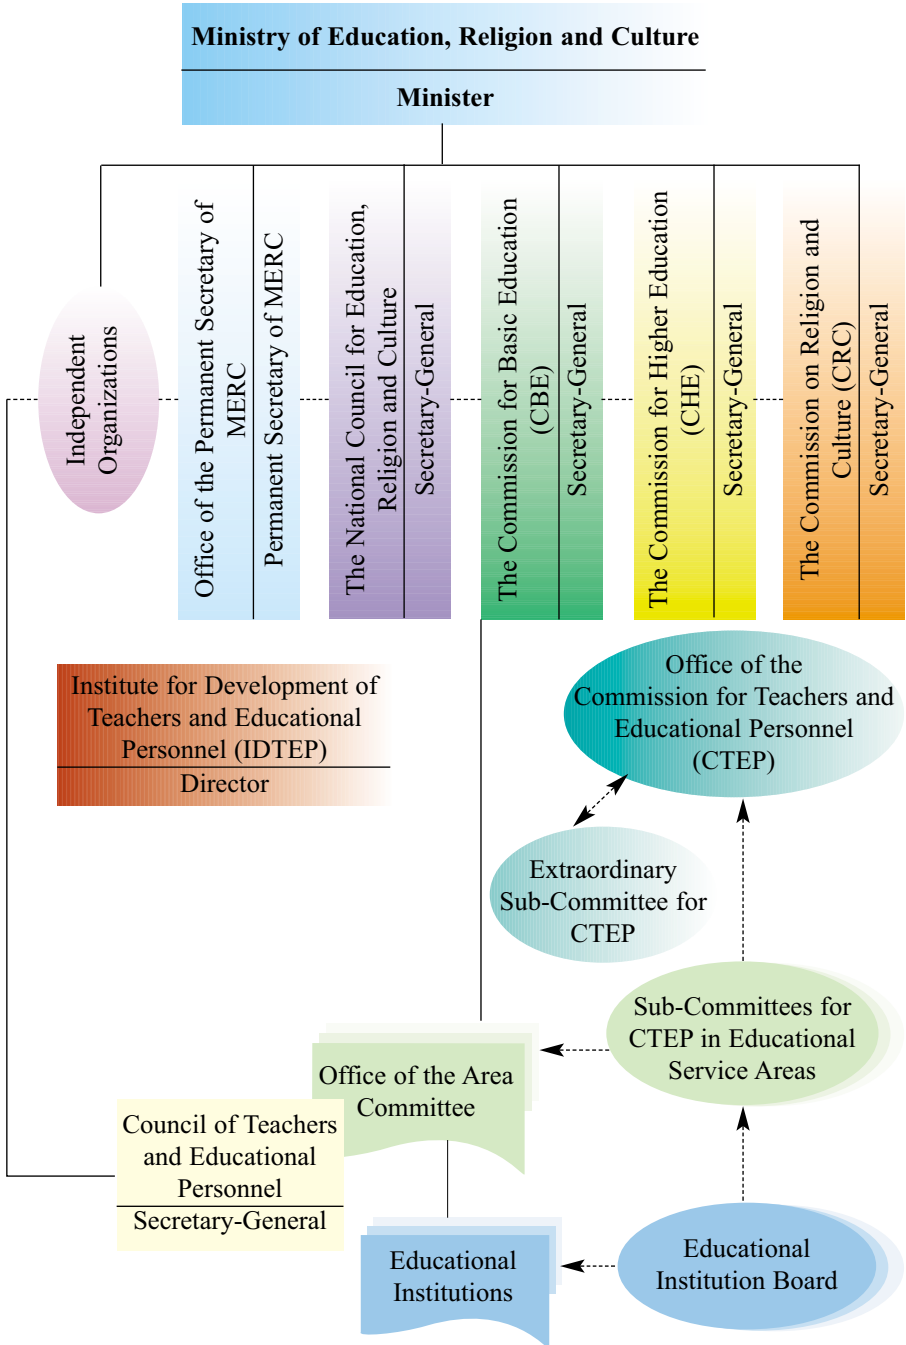 Ministry of Education, Religion and Culture
Minister
Independent
Organizations
Office of the Permanent Secretary of
MERC
Permanent Secretary of MERC
The National Council for Education,
Religion and Culture
Secretary-General
The Commission for Basic Education
(CBE)
Secretary-General
The Commission for Higher Education
(CHE)
Secretary-General
The Commission on Religion and
Culture (CRC)
Secretary-General
Institute for Development of
Teachers and Educational
Personnel (IDTEP)
Director
Office of the
Commission for Teachers and
Educational Personnel
(CTEP)
Extraordinary
Sub-Committee for
CTEP
Sub-Committees for
CTEP in Educational
Service Areas
Office of the Area
Committee
Council of Teachers
and Educational
Personnel
Secretary-General
Educational
Institutions
Educational
Institution Board